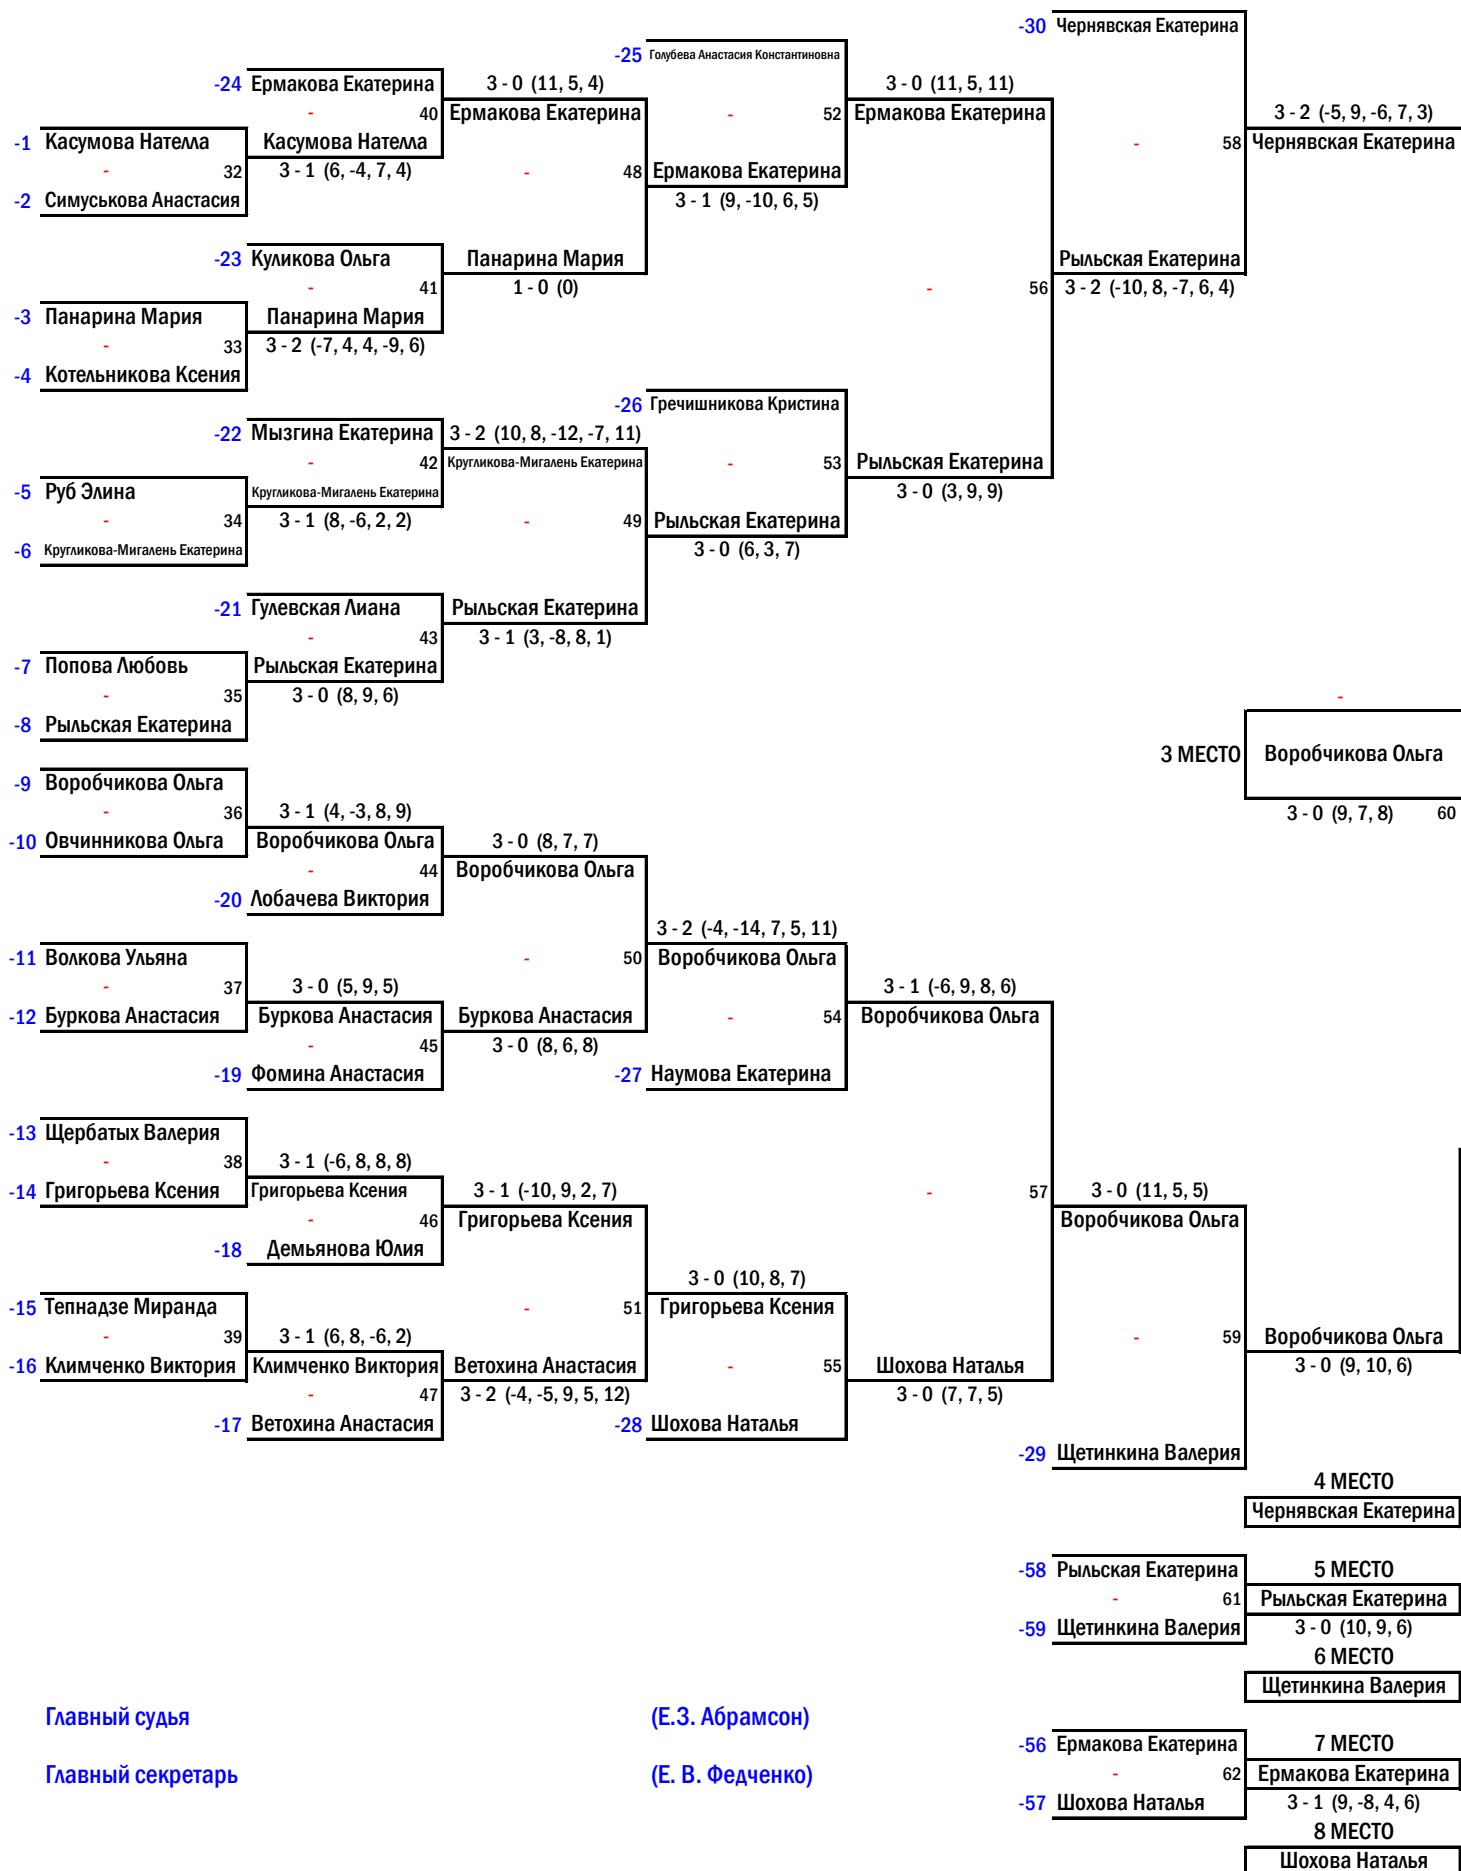 -30 Чернявская Екатерина
-25 Голубева Анастасия Константиновна
-24 Ермакова Екатерина 3 - 0 (11, 5, 4) 3 - 0 (11, 5, 11)
- 40 Ермакова Екатерина - 52 Ермакова Екатерина 3 - 2 (-5, 9, -6, 7, 3)
-1 Касумова Нателла Касумова Нателла - 58 Чернявская Екатерина
- 32 3 - 1 (6, -4, 7, 4) - 48 Ермакова Екатерина
-2 Симуськова Анастасия 3 - 1 (9, -10, 6, 5)
-23 Куликова Ольга Панарина Мария Рыльская Екатерина
- 41 1 - 0 (0) - 56 3 - 2 (-10, 8, -7, 6, 4)
-3 Панарина Мария Панарина Мария
- 33 3 - 2 (-7, 4, 4, -9, 6)
-4 Котельникова Ксения
-26 Гречишникова Кристина
-22 Мызгина Екатерина 3 - 2 (10, 8, -12, -7, 11)
- 42 Кругликова-Мигалень Екатерина - 53 Рыльская Екатерина
-5 Руб Элина Кругликова-Мигалень Екатерина 3 - 0 (3, 9, 9)
- 34 3 - 1 (8, -6, 2, 2) - 49 Рыльская Екатерина
-6 Кругликова-Мигалень Екатерина 3 - 0 (6, 3, 7)
-21 Гулевская Лиана Рыльская Екатерина
- 43 3 - 1 (3, -8, 8, 1)
-7 Попова Любовь Рыльская Екатерина
- 35 3 - 0 (8, 9, 6) -
-8 Рыльская Екатерина
3 МЕСТО Воробчикова Ольга
-9 Воробчикова Ольга
- 36 3 - 1 (4, -3, 8, 9) 3 - 0 (9, 7, 8) 60
-10 Овчинникова Ольга Воробчикова Ольга 3 - 0 (8, 7, 7)
- 44 Воробчикова Ольга
-20 Лобачева Виктория
3 - 2 (-4, -14, 7, 5, 11)
-11 Волкова Ульяна - 50 Воробчикова Ольга
- 37 3 - 0 (5, 9, 5) 3 - 1 (-6, 9, 8, 6)
-12 Буркова Анастасия Буркова Анастасия Буркова Анастасия - 54 Воробчикова Ольга
- 45 3 - 0 (8, 6, 8)
-19 Фомина Анастасия -27 Наумова Екатерина
-13 Щербатых Валерия
- 38 3 - 1 (-6, 8, 8, 8)
-14 Григорьева Ксения Григорьева Ксения 3 - 1 (-10, 9, 2, 7) - 57 3 - 0 (11, 5, 5)
- 46 Григорьева Ксения Воробчикова Ольга
-18 Демьянова Юлия
3 - 0 (10, 8, 7)
-15 Тепнадзе Миранда - 51 Григорьева Ксения
- 39 3 - 1 (6, 8, -6, 2) - 59 Воробчикова Ольга
-16 Климченко Виктория Климченко Виктория Ветохина Анастасия - 55 Шохова Наталья 3 - 0 (9, 10, 6)
- 47 3 - 2 (-4, -5, 9, 5, 12) 3 - 0 (7, 7, 5)
-17 Ветохина Анастасия -28 Шохова Наталья
-29 Щетинкина Валерия
4 МЕСТО
Чернявская Екатерина
-58 Рыльская Екатерина 5 МЕСТО
- 61 Рыльская Екатерина
-59 Щетинкина Валерия 3 - 0 (10, 9, 6)
6 МЕСТО
Щетинкина Валерия
Главный судья (Е.З. Абрамсон)
-56 Ермакова Екатерина 7 МЕСТО
Главный секретарь (Е. В. Федченко) - 62 Ермакова Екатерина
-57 Шохова Наталья 3 - 1 (9, -8, 4, 6)
8 МЕСТО
Шохова Наталья